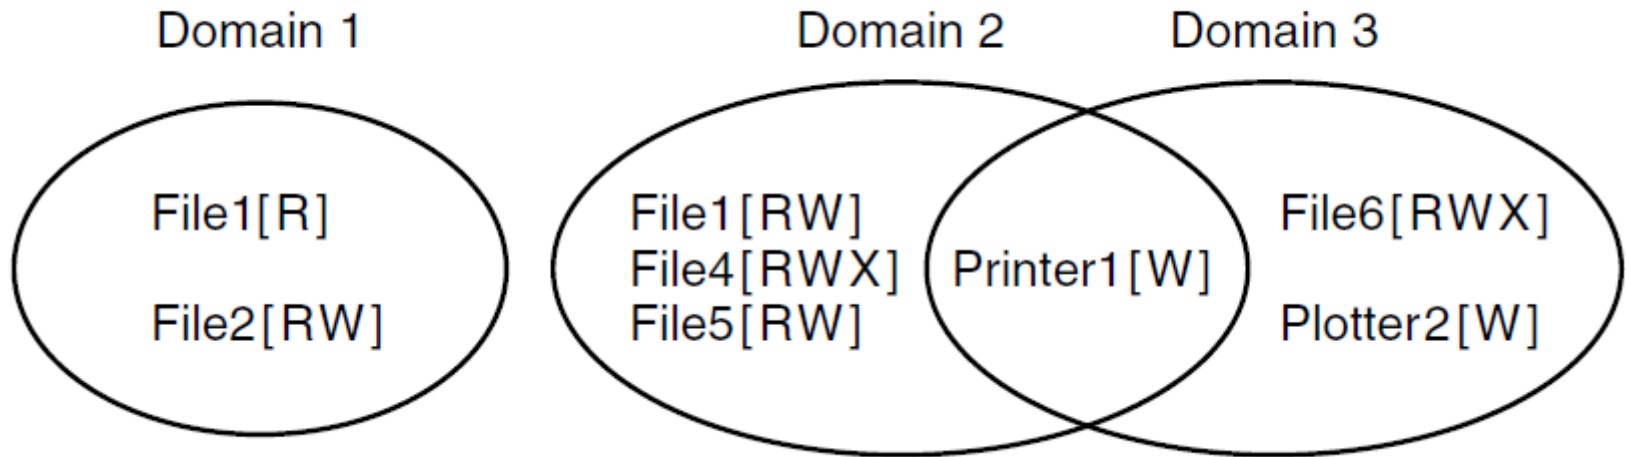 Domain 1
Domain 2
Domain 3
File1[R]
File2[RW]
File1[RW]
File4[RWX]
File5[RW]
Printer1[W]
File6[RWX]
Plotter2[W]